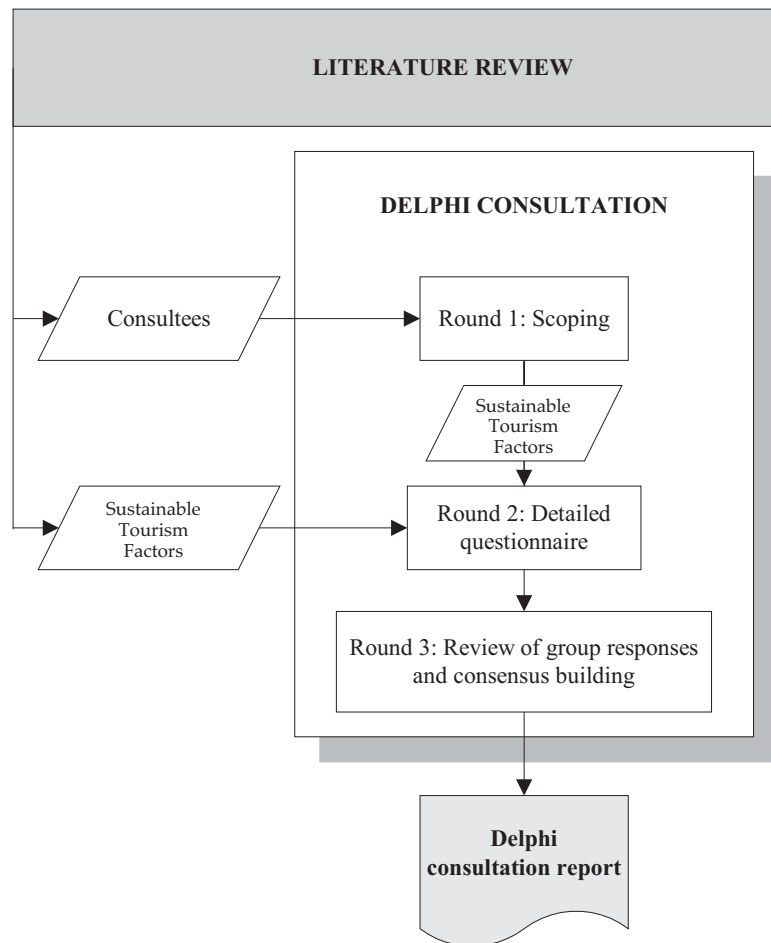 LITERATURE REVIEW
DELPHI CONSULTATION
Consultees
Round 1: Scoping
Sustainable
Tourism
Factors
Sustainable
Tourism
Factors
Round 2: Detailed
questionnaire
Round 3: Review of group responses
and consensus building
Delphi
consultation report